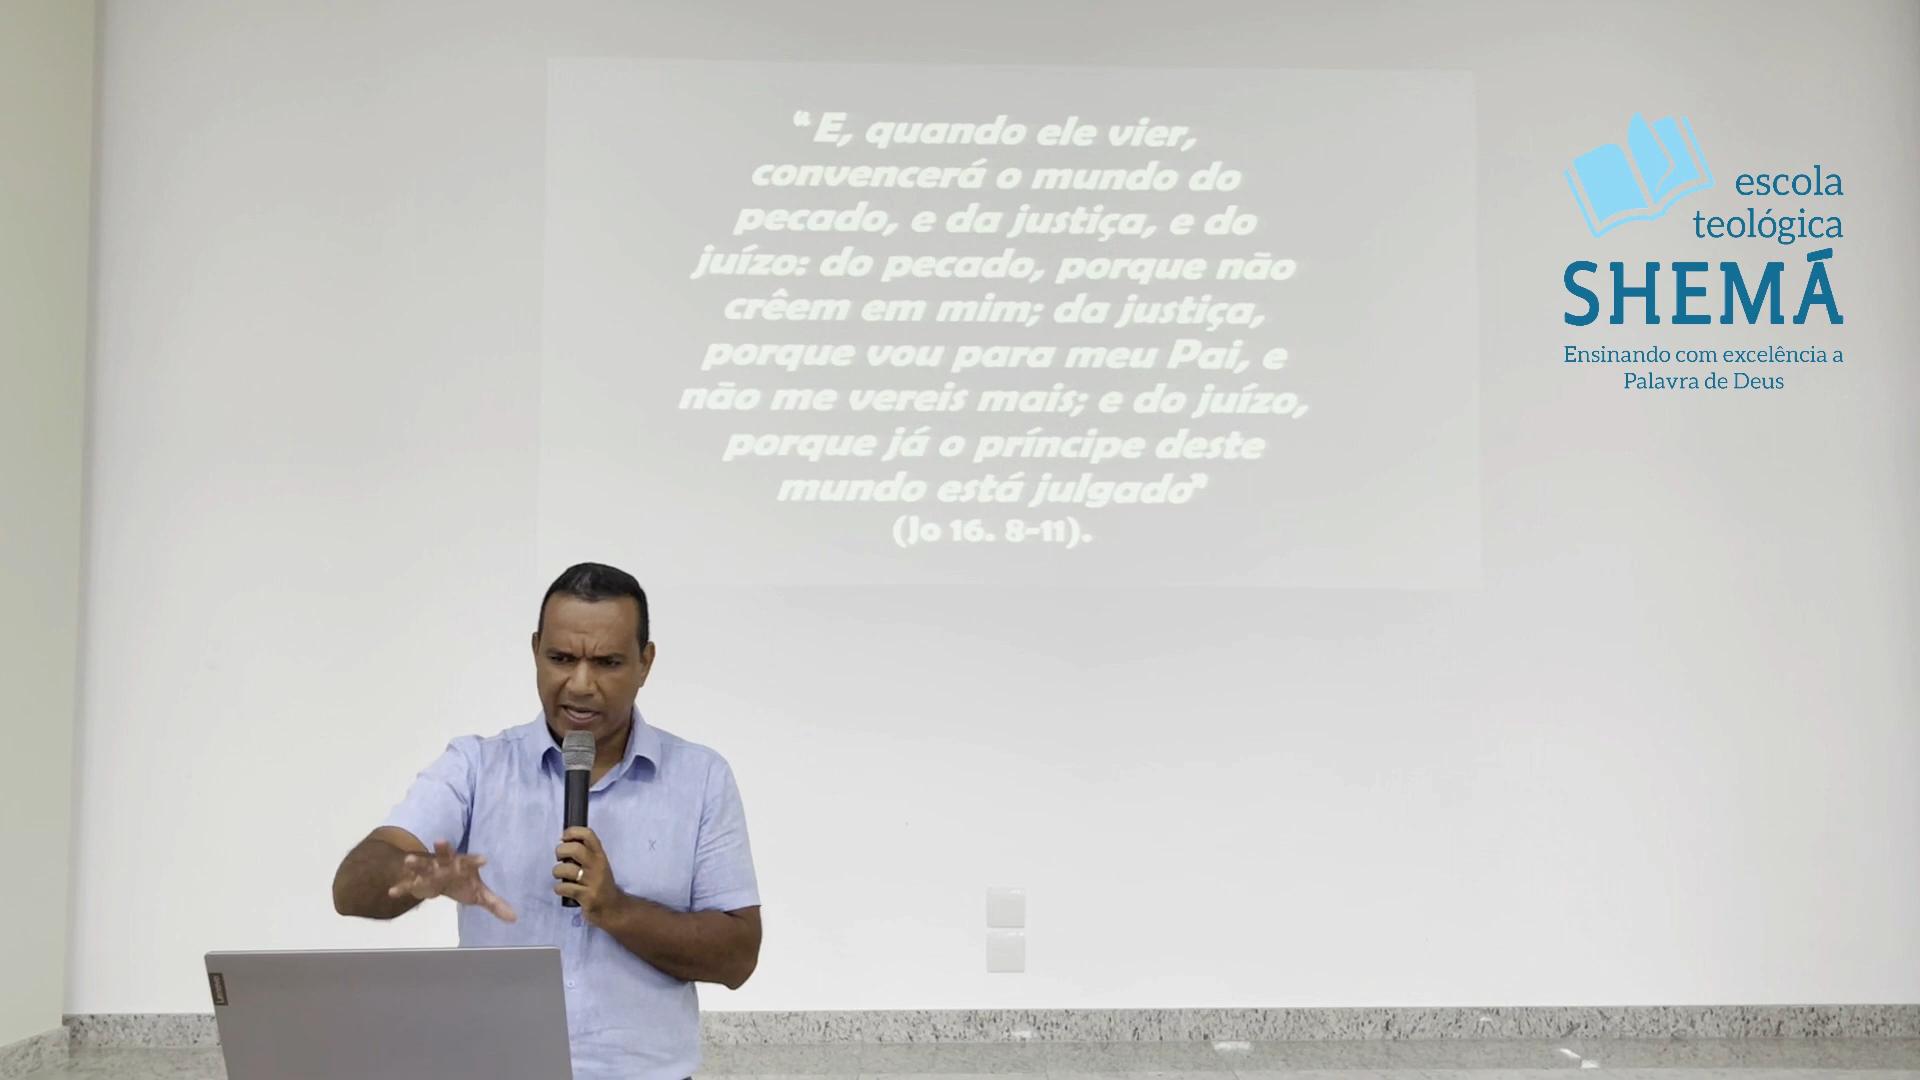 “E, quando ele vier,
convencerá o mundo do
pecado, e da justiça, e do
juízo: do pecado, porque não
crêem em mim; da justiça,
porque vou para meu Pai, e
não me vereis mais; e do juízo,
porque já o príncipe deste
mundo está julgado”
(Jo 16. 8-11).
escola
teológica
SHEMÁ
Ensinando com excelência a
Palavra de Deus
Lenovo